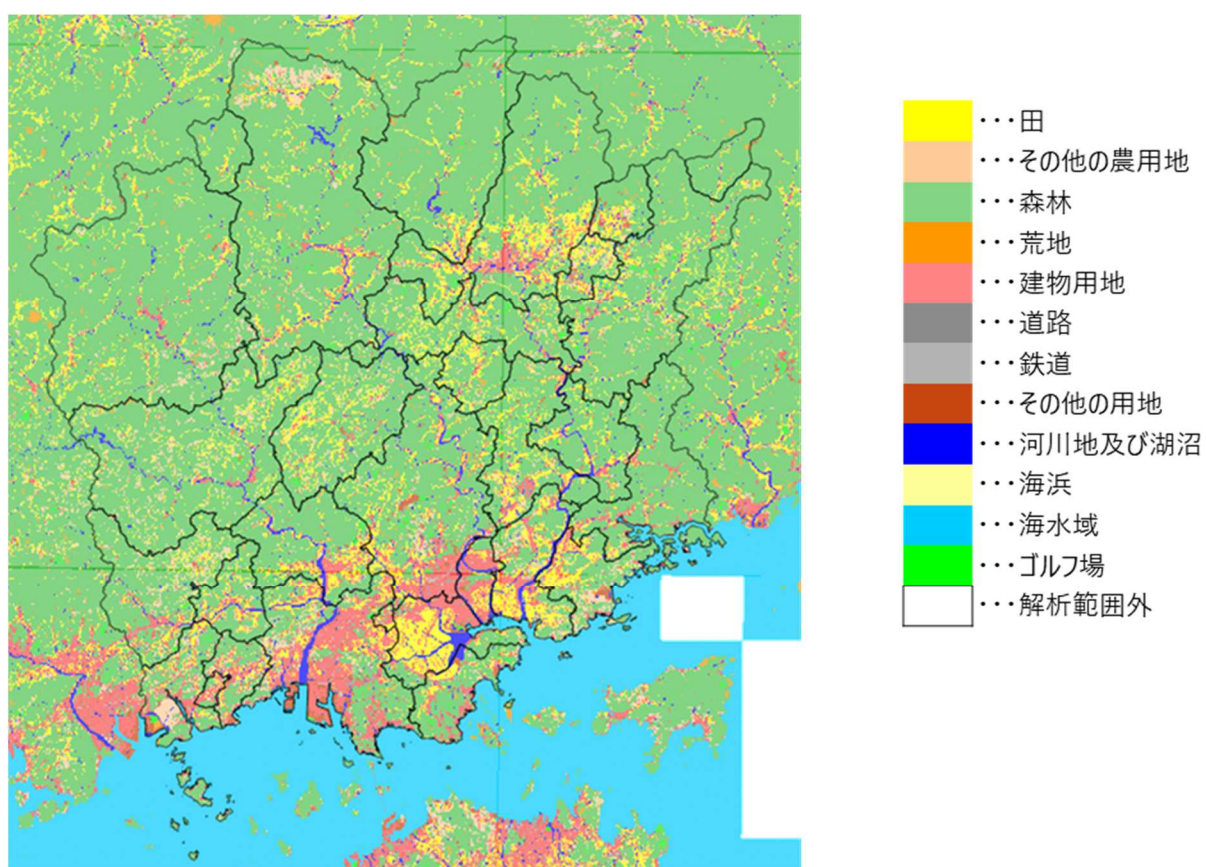 ・・・田
・・・その他の農用地
・・・森林
・・・荒地
・・・建物用地
・・・道路
・・・鉄道
・・・その他の用地
・・・河川地及び湖沼
・・・海浜
・・・海水域
・・・ゴルフ場
・・・解析範囲外